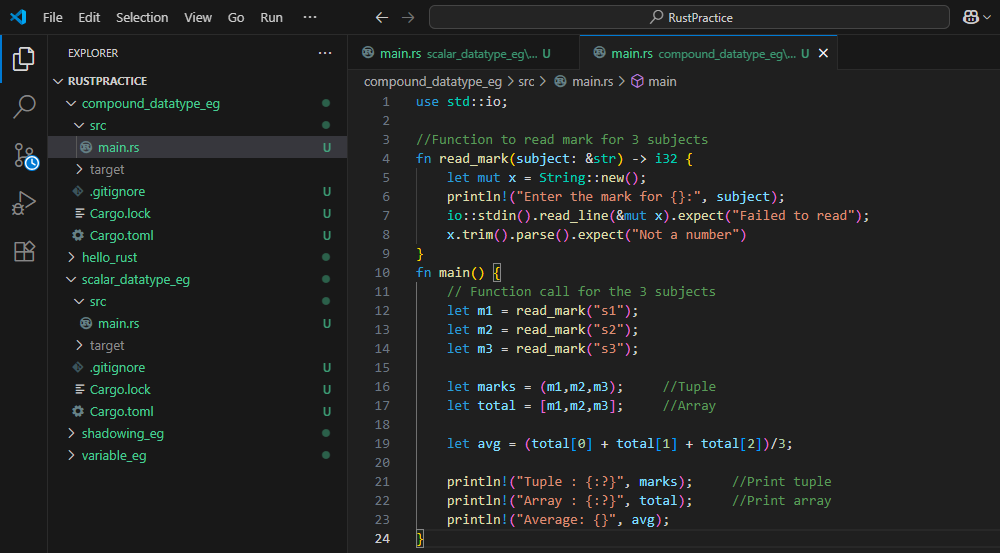 File Edit Selection View Go Run ··· RustPractice
EXPLORER ···
RUSTPRACTICE
compound_datatype_eg
src
main.rs U
target
.gitignore U
Cargo.lock U
Cargo.toml U
hello_rust
scalar_datatype_eg
src
main.rs U
target
.gitignore U
Cargo.lock U
Cargo.toml U
shadowing_eg
variable_eg
main.rs scalar_datatype_eg\... U main.rs compound_datatype_eg\... U
compound_datatype_eg > src > main.rs > main
1 use std::io;
2
3 //Function to read mark for 3 subjects
4 fn read_mark(subject: &str) -> i32 {
5 let mut x = String::new();
6 println!("Enter the mark for {}:", subject);
7 io::stdin().read_line(&mut x).expect("Failed to read");
8 x.trim().parse().expect("Not a number")
9 }
10 fn main() {
11 // Function call for the 3 subjects
12 let m1 = read_mark("s1");
13 let m2 = read_mark("s2");
14 let m3 = read_mark("s3");
15
16 let marks = (m1,m2,m3); //Tuple
17 let total = [m1,m2,m3]; //Array
18
19 let avg = (total[0] + total[1] + total[2])/3;
20
21 println!("Tuple : {:?}", marks); //Print tuple
22 println!("Array : {:?}", total); //Print array
23 println!("Average: {}", avg);
24 }